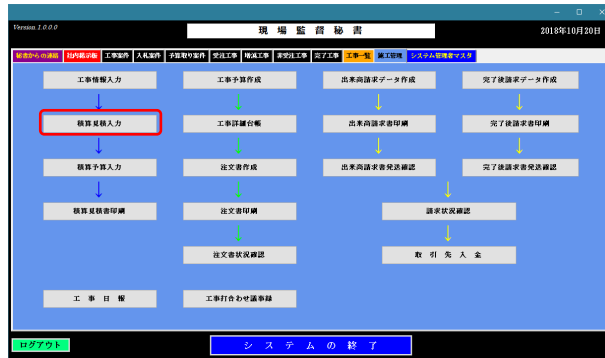 Version 1.0.0.0
現場監督秘書
2018年10月20日
秘書からの連絡 社内掲示板 工事案件 入札案件 予算取り案件 受注工事 増減工事 非受注工事 完了工事 工事一覧 施工管理 システム管理者マスタ
工事情報入力 工事予算作成 出来高請求データ作成 完了後請求データ作成
積算見積入力 工事詳細台帳 出来高請求書印刷 完了後請求書印刷
積算予算入力 注文書作成 出来高請求書発送確認 完了後請求書発送確認
積算見積書印刷 注文書印刷 請求状況確認
注文書状況確認 取引先入金
工事日報 工事打合わせ議事録
ログアウト システムの終了